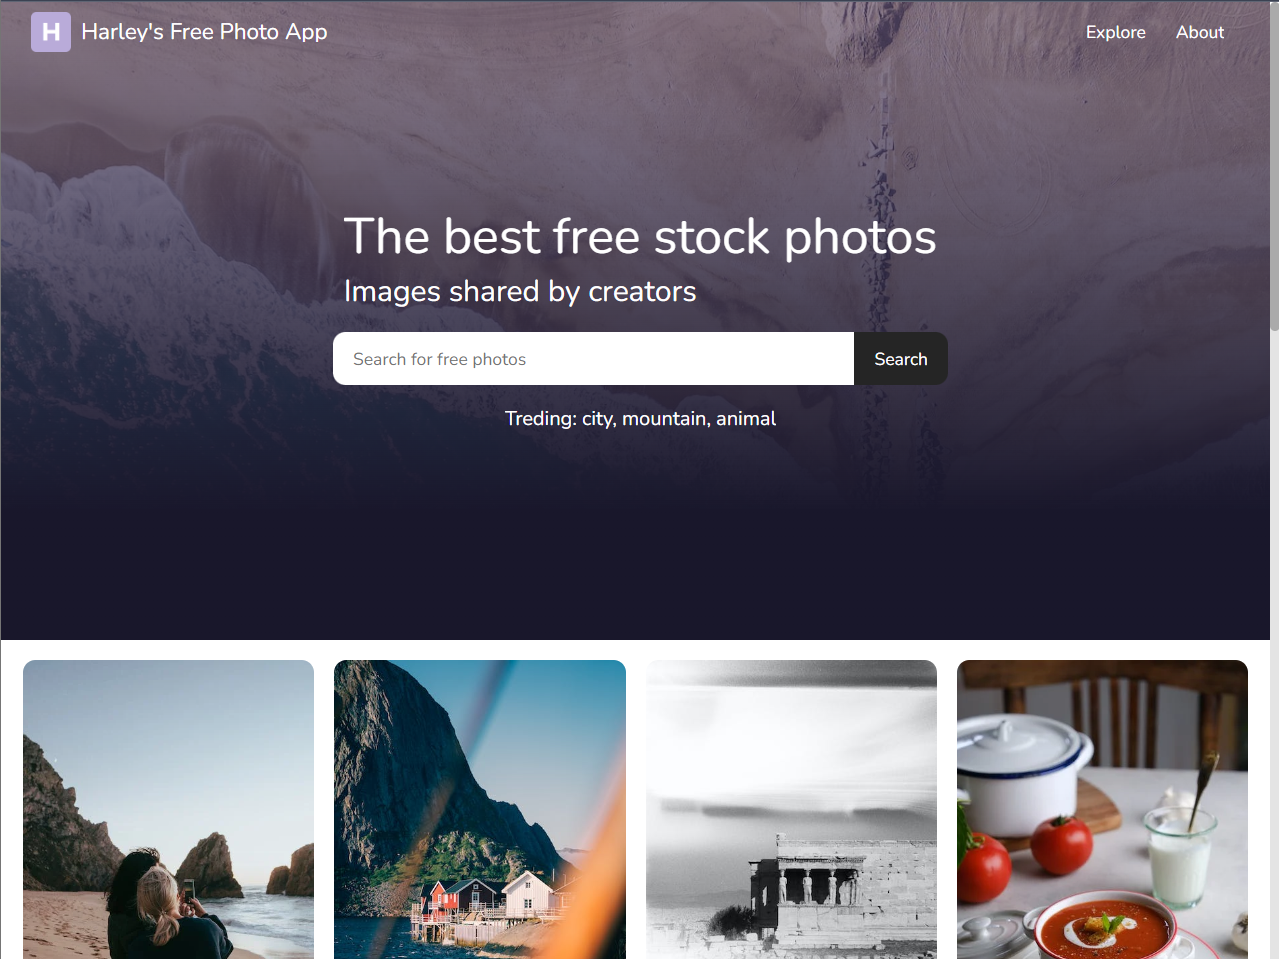 H Harley's Free Photo App
Explore
About
The best free stock photos
Images shared by creators
Search for free photos
Search
Treding: city, mountain, animal